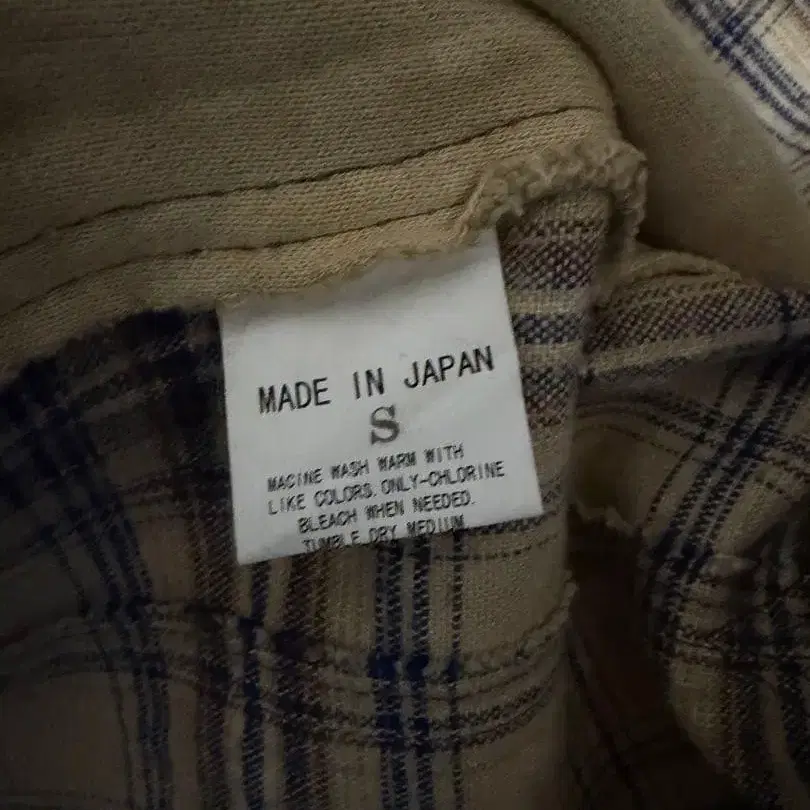 MADE IN JAPAN
S
MACINE WASH WARM WITH
LIKE COLORS. ONLY-CHLORINE
BLEACH WHEN NEEDED.
TUMBLE DRY MEDIUM